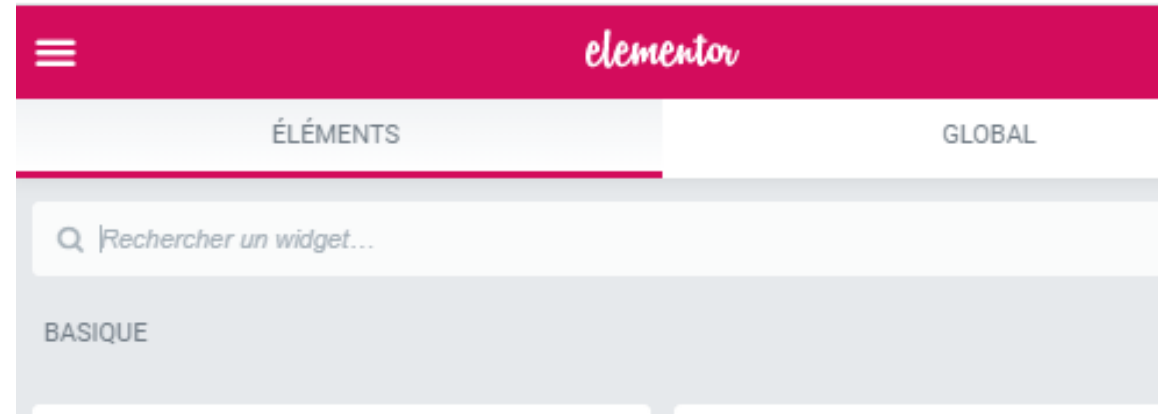 elementor
ÉLÉMENTS
GLOBAL
Rechercher un widget...
BASIQUE